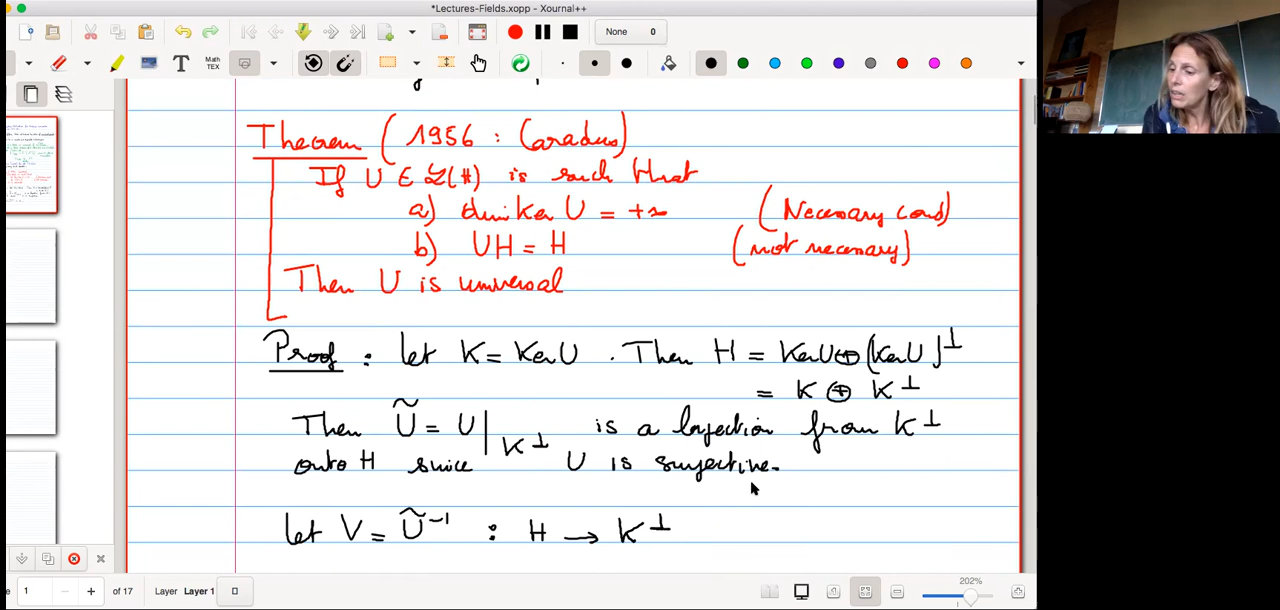 *Lectures-Fields.xopp - Xournal++
None 0
T Math TEX
Theorem (1956 : Caradus)
If U ∈ L(H) is such that
a) dim ker U = +∞ (Necessary cond)
b) UH = H (not necessary)
Then U is universal
Proof : let K = Ker U . Then H = Ker U ⊕ (Ker U)⊥
= K ⊕ K⊥
Then Ũ = U|K⊥ is a bijection from K⊥
onto H since U is surjective.
let V = Ũ⁻¹ : H → K⊥
1 of 17 Layer Layer 1 202%